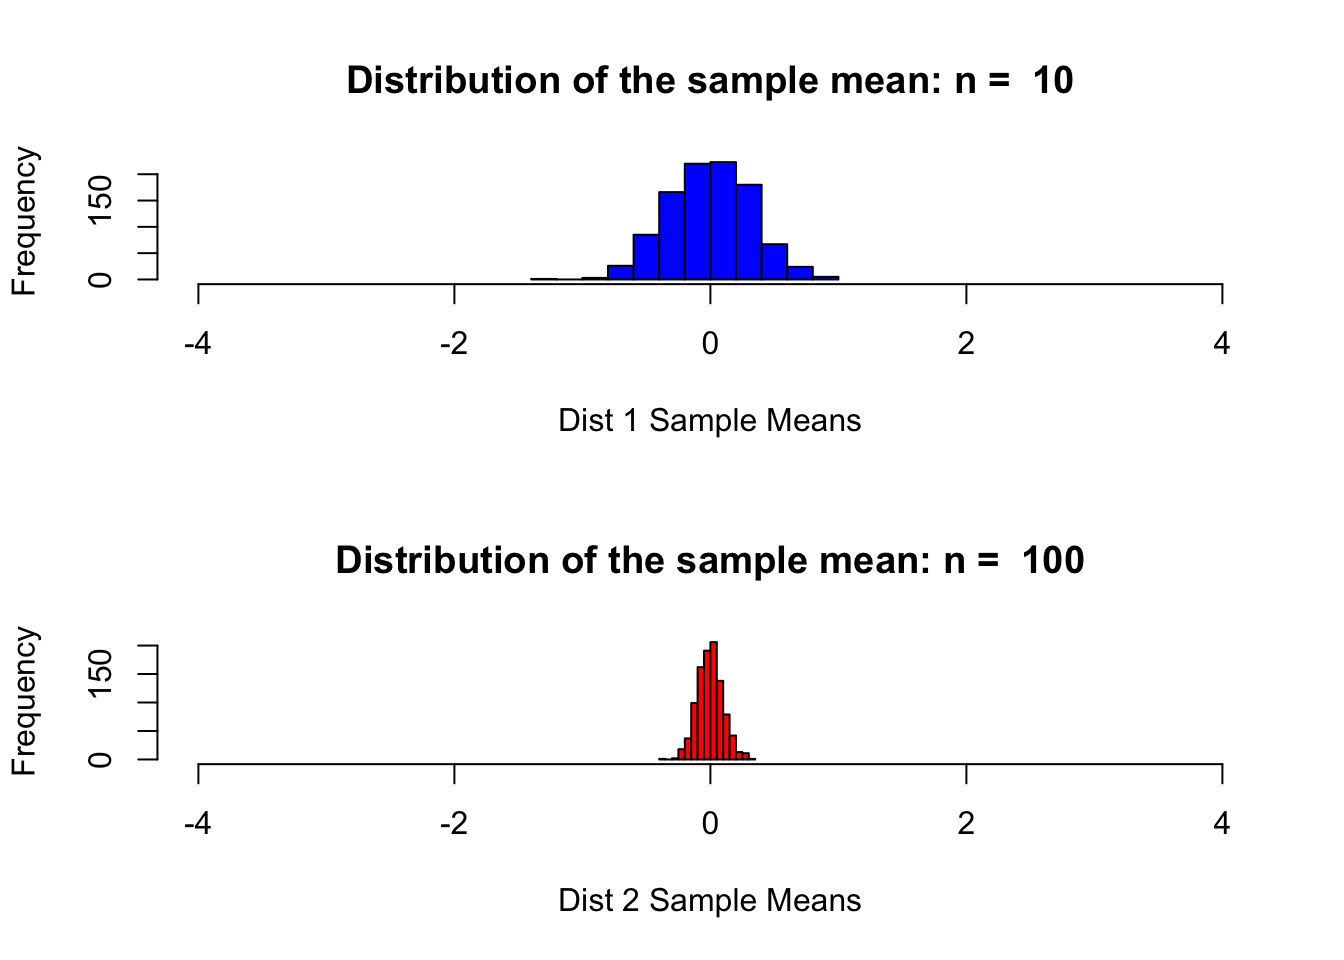 Distribution of the sample mean: n =  10
Frequency
150
0
-4 -2 0 2 4
Dist 1 Sample Means
Distribution of the sample mean: n =  100
Frequency
150
0
-4 -2 0 2 4
Dist 2 Sample Means